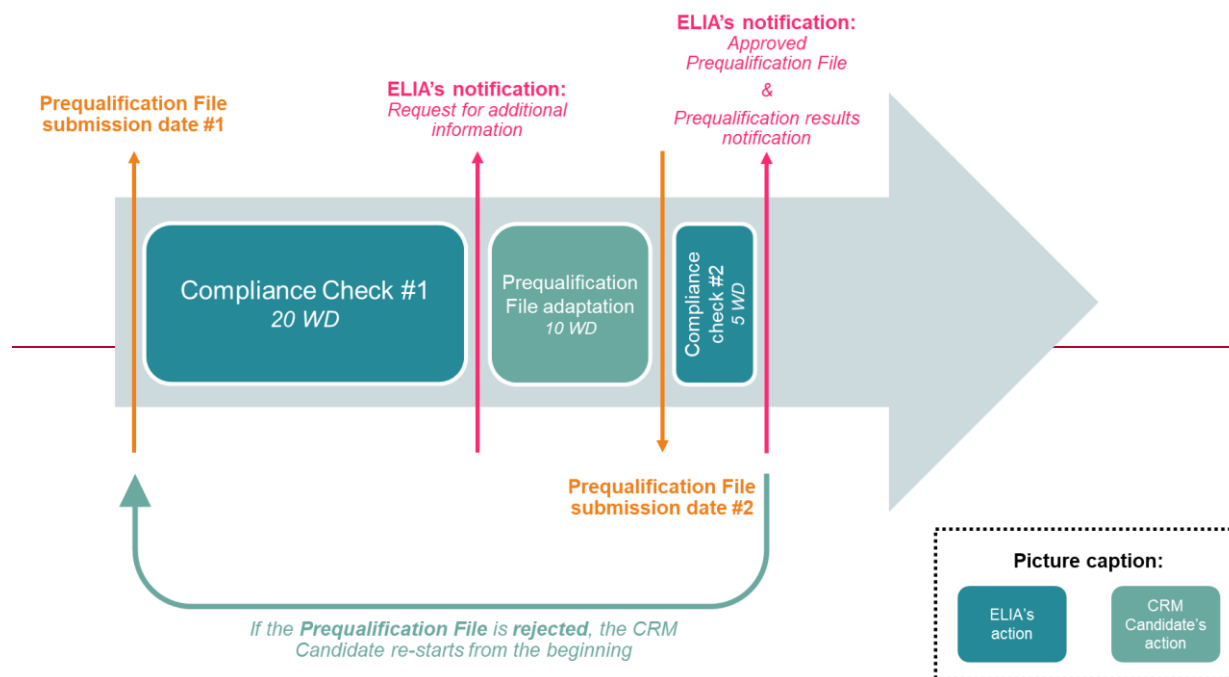 ELIA's notification:
Approved
Prequalification File
&
Prequalification results
notification
ELIA's notification:
Request for additional
information
Prequalification File
submission date #1
Compliance Check #1
20 WD
Prequalification
File adaptation
10 WD
Compliance
check #2
5 WD
Prequalification File
submission date #2
If the Prequalification File is rejected, the CRM
Candidate re-starts from the beginning
Picture caption:
ELIA's
action
CRM
Candidate's
action